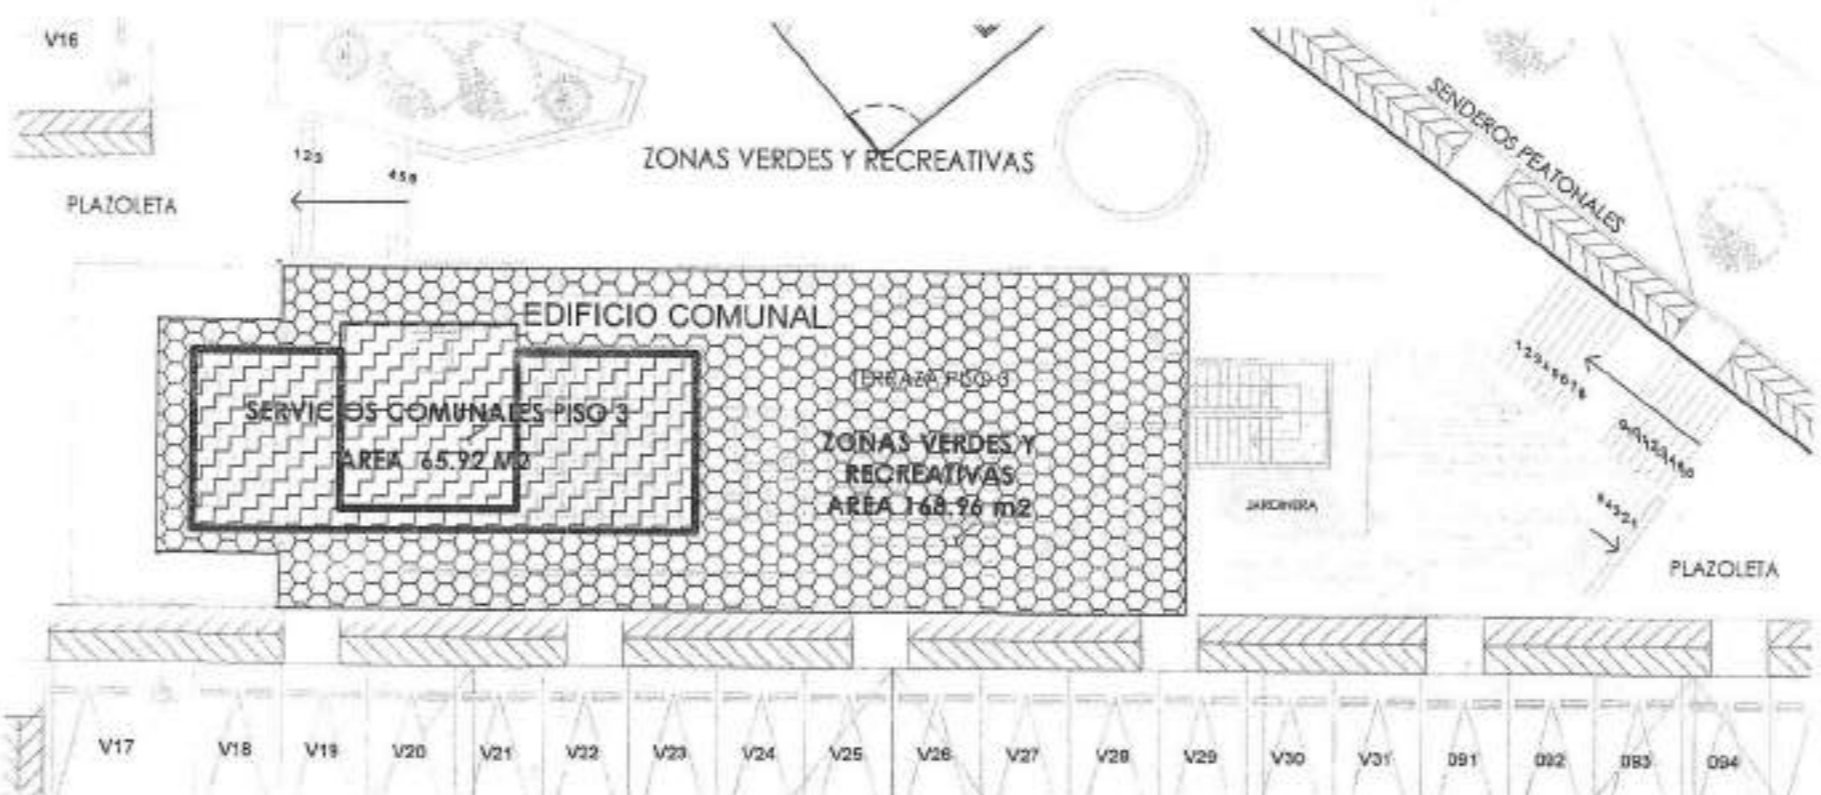 V16
123
456
PLAZOLETA
ZONAS VERDES Y RECREATIVAS
SENDEROS PEATONALES
EDIFICIO COMUNAL
TERRAZA PISO 3
SERVICIOS COMUNALES PISO 3
AREA 65.92 M2
ZONAS VERDES Y
RECREATIVAS
AREA 168.96 m2
JARDINERA
PLAZOLETA
V17 V18 V19 V20 V21 V22 V23 V24 V25 V26 V27 V28 V29 V30 V31 091 092 093 094